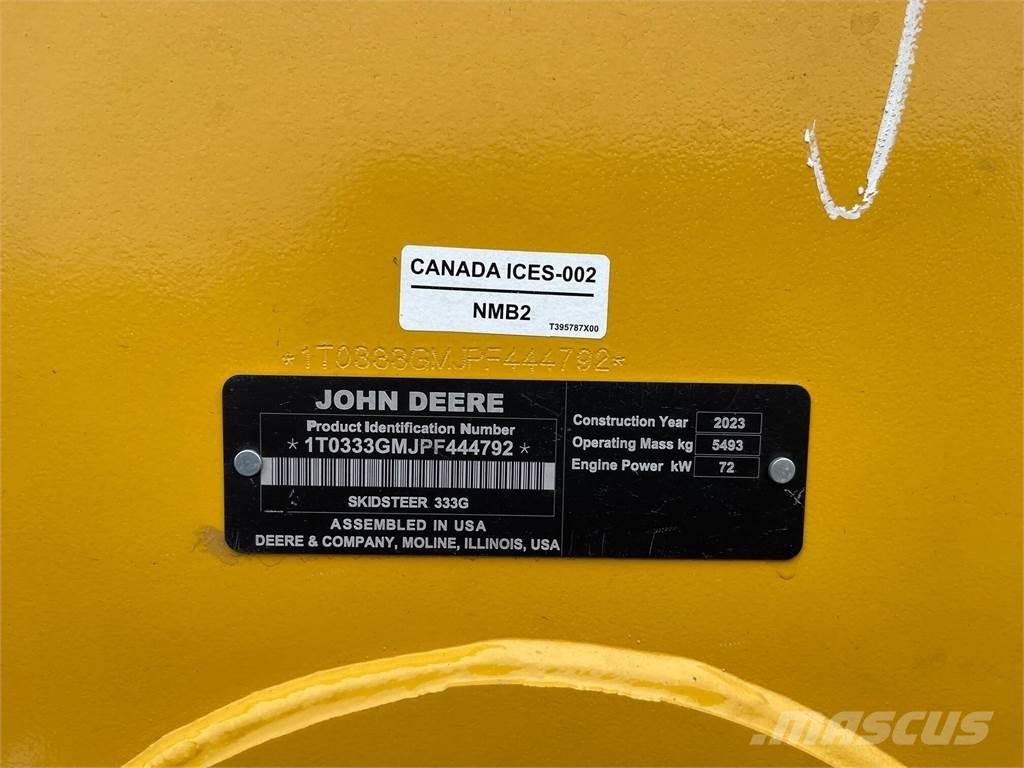 CANADA ICES-002
NMB2
T395787X00
*1T0333GMJPF444792*
JOHN DEERE
Product Identification Number
*1T0333GMJPF444792*
SKIDSTEER 333G
ASSEMBLED IN USA
DEERE & COMPANY, MOLINE, ILLINOIS, USA
Construction Year 2023
Operating Mass kg 5493
Engine Power kW 72
MASCUS